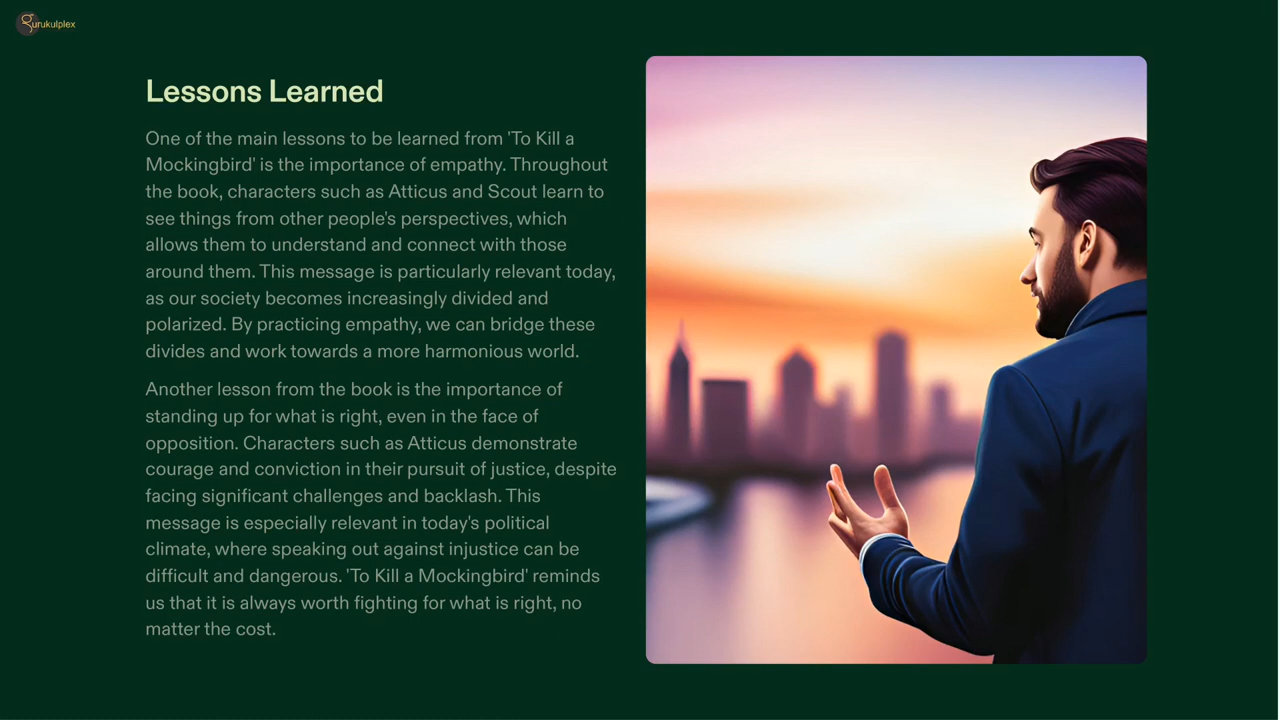 gurukulplex
Lessons Learned
One of the main lessons to be learned from 'To Kill a
Mockingbird' is the importance of empathy. Throughout
the book, characters such as Atticus and Scout learn to
see things from other people's perspectives, which
allows them to understand and connect with those
around them. This message is particularly relevant today,
as our society becomes increasingly divided and
polarized. By practicing empathy, we can bridge these
divides and work towards a more harmonious world.
Another lesson from the book is the importance of
standing up for what is right, even in the face of
opposition. Characters such as Atticus demonstrate
courage and conviction in their pursuit of justice, despite
facing significant challenges and backlash. This
message is especially relevant in today's political
climate, where speaking out against injustice can be
difficult and dangerous. 'To Kill a Mockingbird' reminds
us that it is always worth fighting for what is right, no
matter the cost.